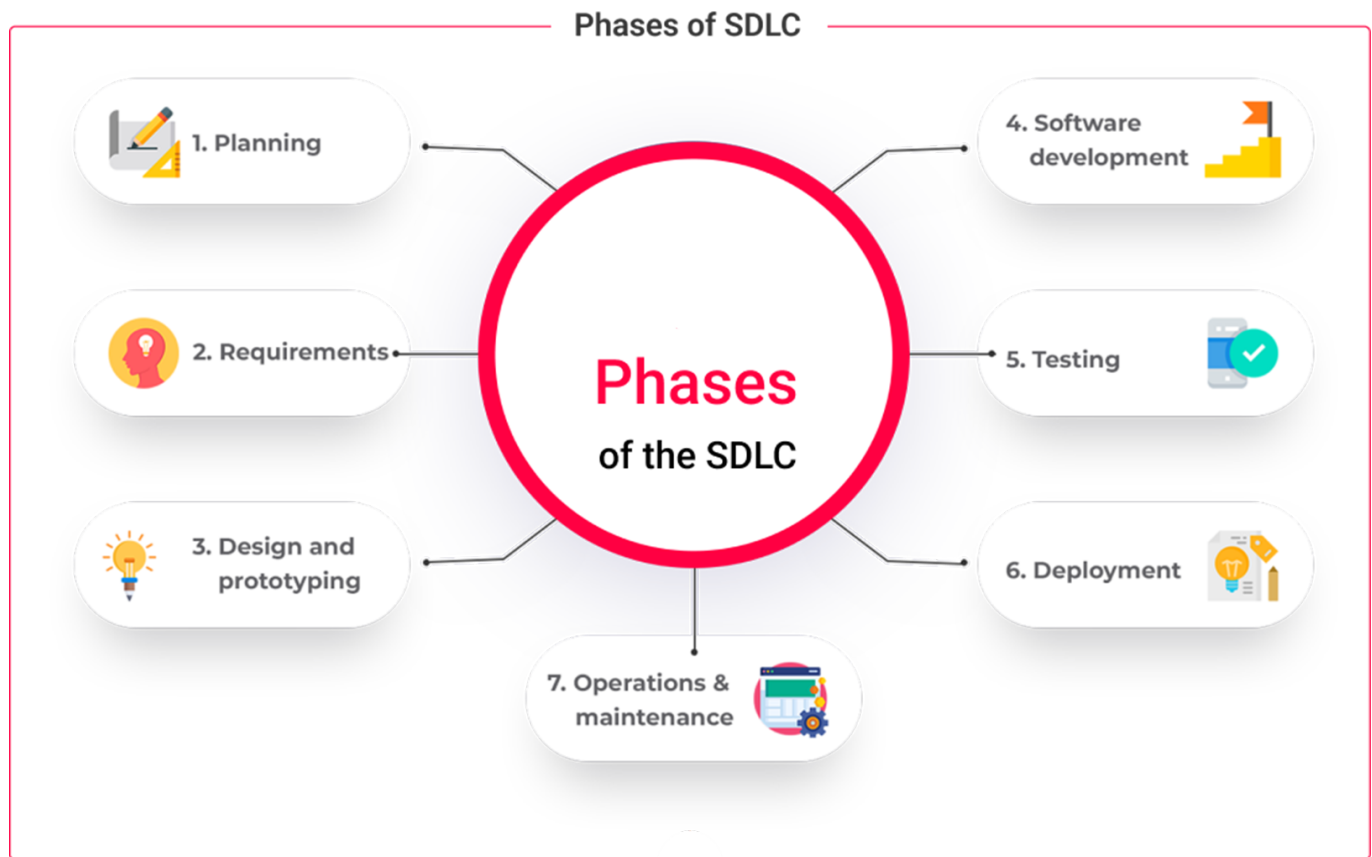 Phases of SDLC
1. Planning
2. Requirements
3. Design and
prototyping
4. Software
development
5. Testing
6. Deployment
7. Operations &
maintenance
Phases
of the SDLC